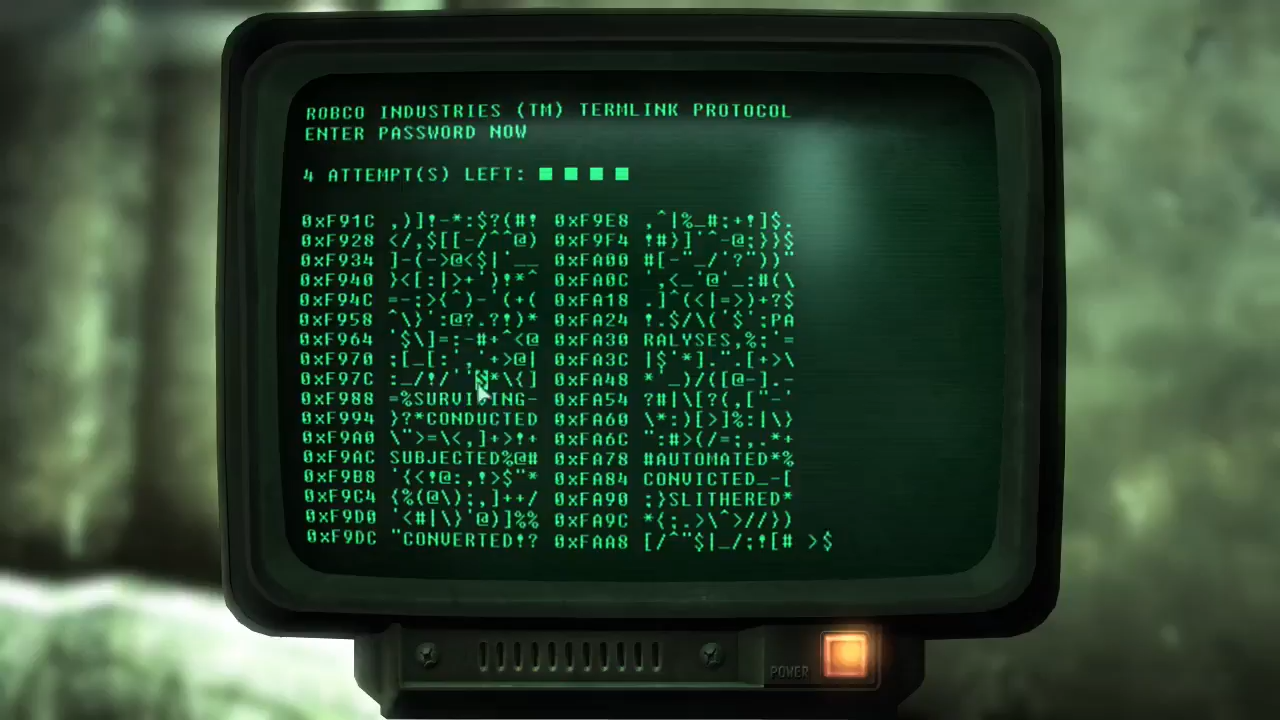 ROBCO INDUSTRIES (TM) TERMLINK PROTOCOL
ENTER PASSWORD NOW
4 ATTEMPT(S) LEFT: ■ ■ ■ ■
0xF91C ,)]!-*:$?(#! 0xF9E8 ,^|%_#;+!]$.
0xF928 </,$[[-/^^@) 0xF9F4 !#}]'^-@;}}$
0xF934 ]-(->@<$|'__ 0xFA00 #[-"_/'?"))"
0xF940 }<[:|>+')!*^ 0xFA0C ',<_'@'_:#(\
0xF94C =-;>{^)-'(+( 0xFA18 .]^(<|=>)+?$
0xF958 ^\}':@?.?!)* 0xFA24 !.$/\('$':PA
0xF964 '$\]=:-#+^<@ 0xFA30 RALYSES,%;'=
0xF970 ;[_[:','+>@| 0xFA3C |$'*].".[+>\
0xF97C :_/!/''$*\{] 0xFA48 *'_)/([@-].-
0xF988 =%SURVIVING- 0xFA54 ?#|\[?(,["-'
0xF994 }?*CONDUCTED 0xFA60 \*:)[>]%:|\}
0xF9A0 \">=\<,]+>!+ 0xFA6C ":#>(/=;,.*+
0xF9AC SUBJECTED%@# 0xFA78 #AUTOMATED*%
0xF9B8 '{<!@:,!>$"* 0xFA84 CONVICTED_-[
0xF9C4 {%(@\);,]++/ 0xFA90 ;}SLITHERED*
0xF9D0 '<#|\}'@)]%% 0xFA9C *{;.>\^>//})
0xF9DC "CONVERTED!? 0xFAA8 [/^"$|_/;![# >$
POWER